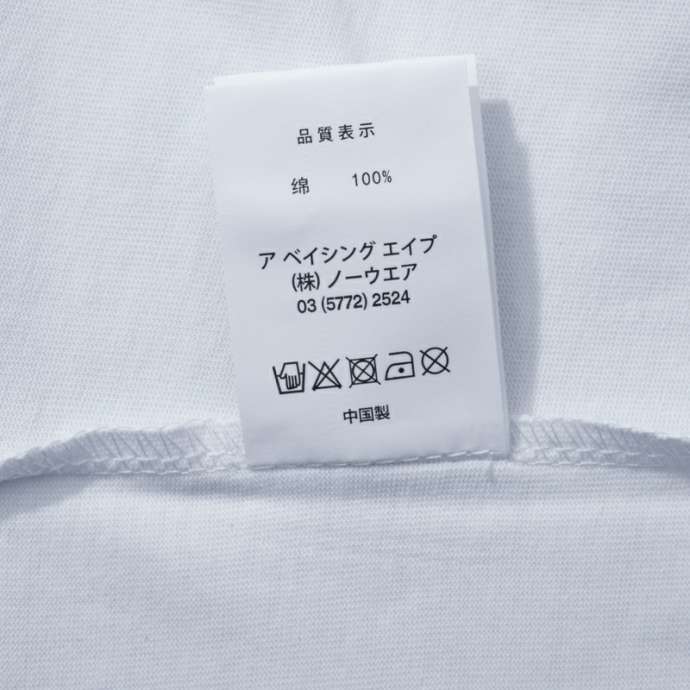 品質表示
綿 100%
ア ベイシング エイプ
(株) ノーウエア
03 (5772) 2524
中国製